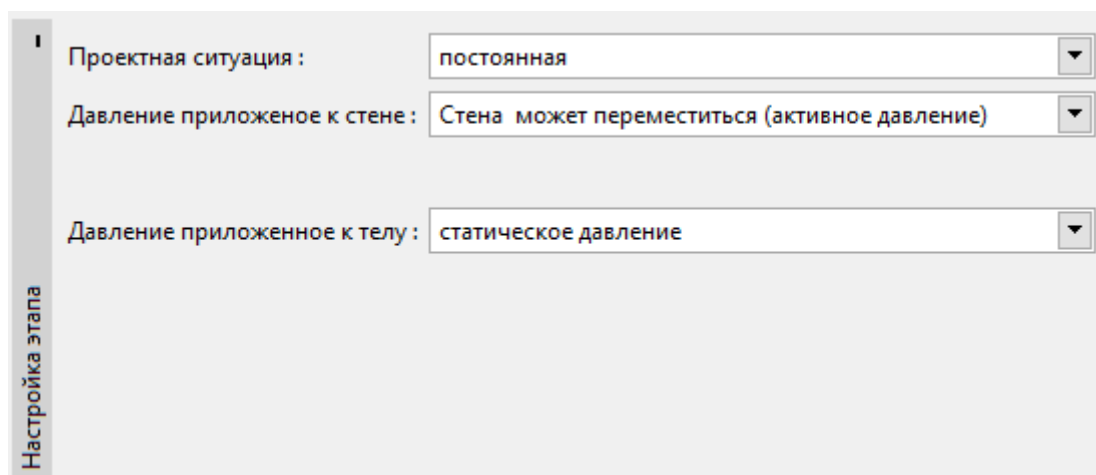 Проектная ситуация :
постоянная
Давление приложеное к стене :
Стена  может переместиться (активное давление)
Давление приложенное к телу :
статическое давление
Настройка этапа